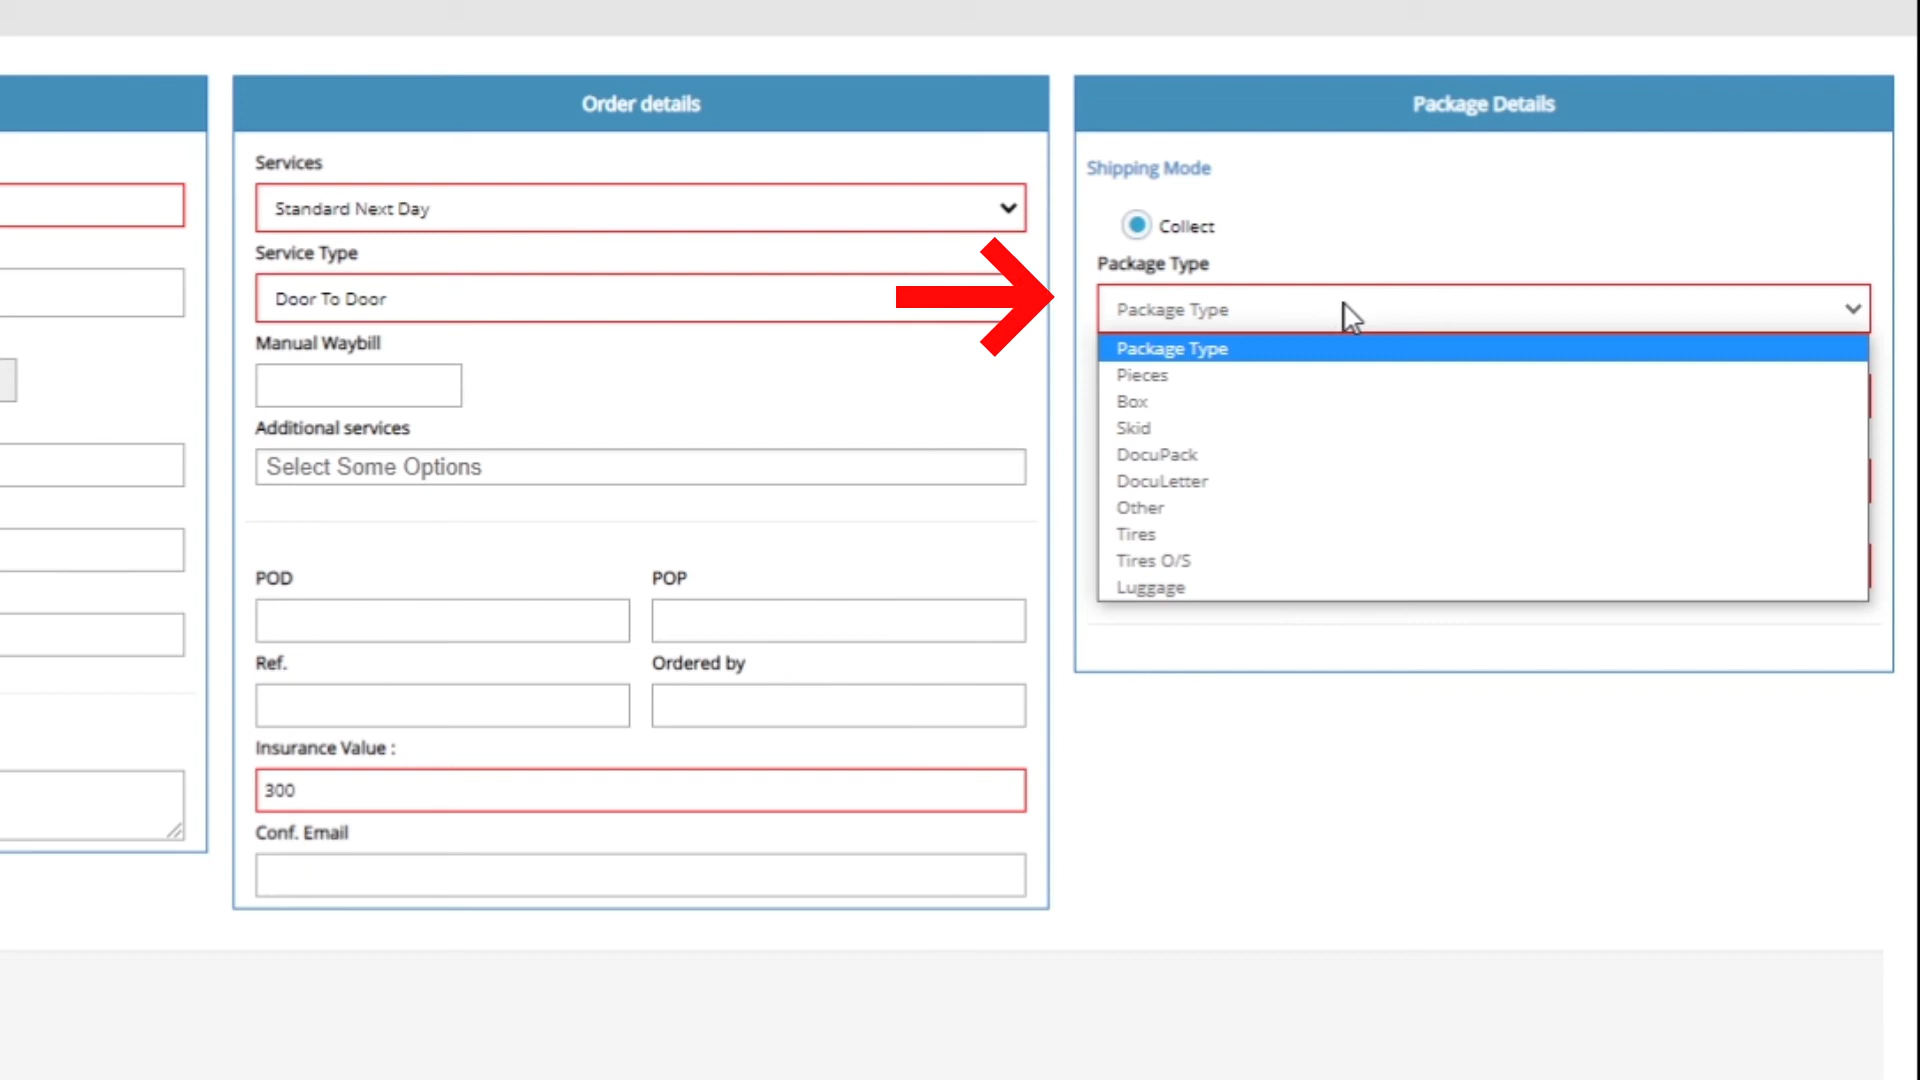 Order details
Services
Standard Next Day
Service Type
Door To Door
Manual Waybill
Additional services
Select Some Options
POD
POP
Ref.
Ordered by
Insurance Value :
300
Conf. Email
Package Details
Shipping Mode
Collect
Package Type
Package Type
Package Type
Pieces
Box
Skid
DocuPack
DocuLetter
Other
Tires
Tires O/S
Luggage